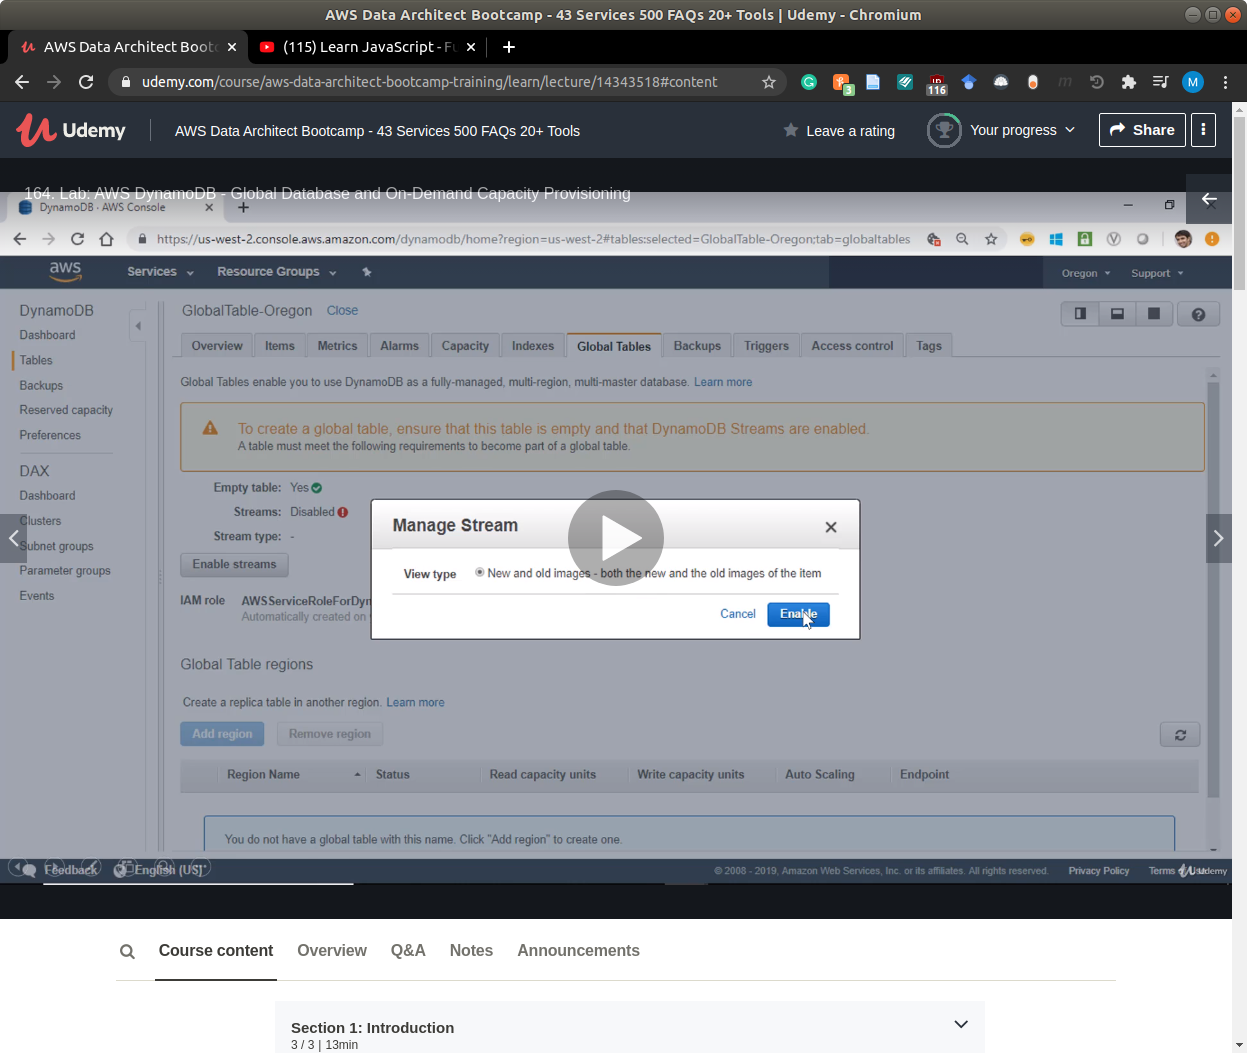 AWS Data Architect Bootcamp - 43 Services 500 FAQs 20+ Tools | Udemy - Chromium
AWS Data Architect Bootc
(115) Learn JavaScript - Fu
udemy.com/course/aws-data-architect-bootcamp-training/learn/lecture/14343518#content
3
116
M
Udemy
AWS Data Architect Bootcamp - 43 Services 500 FAQs 20+ Tools
Leave a rating
Your progress
Share
164. Lab: AWS DynamoDB - Global Database and On-Demand Capacity Provisioning
DynamoDB · AWS Console
https://us-west-2.console.aws.amazon.com/dynamodb/home?region=us-west-2#tables:selected=GlobalTable-Oregon;tab=globaltables
aws
Services
Resource Groups
Oregon
Support
DynamoDB
Dashboard
Tables
Backups
Reserved capacity
Preferences
DAX
Dashboard
Clusters
Subnet groups
Parameter groups
Events
GlobalTable-Oregon Close
Overview Items Metrics Alarms Capacity Indexes Global Tables Backups Triggers Access control Tags
Global Tables enable you to use DynamoDB as a fully-managed, multi-region, multi-master database. Learn more
To create a global table, ensure that this table is empty and that DynamoDB Streams are enabled.
A table must meet the following requirements to become part of a global table.
Empty table: Yes
Streams: Disabled
Stream type: -
Enable streams
IAM role AWSServiceRoleForDyn
Automatically created on
Manage Stream
View type New and old images - both the new and the old images of the item
Cancel Enable
Global Table regions
Create a replica table in another region. Learn more
Add region Remove region
Region Name Status Read capacity units Write capacity units Auto Scaling Endpoint
You do not have a global table with this name. Click "Add region" to create one.
Feedback English (US)
© 2008 - 2019, Amazon Web Services, Inc. or its affiliates. All rights reserved. Privacy Policy Terms
Udemy
Course content Overview Q&A Notes Announcements
Section 1: Introduction
3 / 3 | 13min